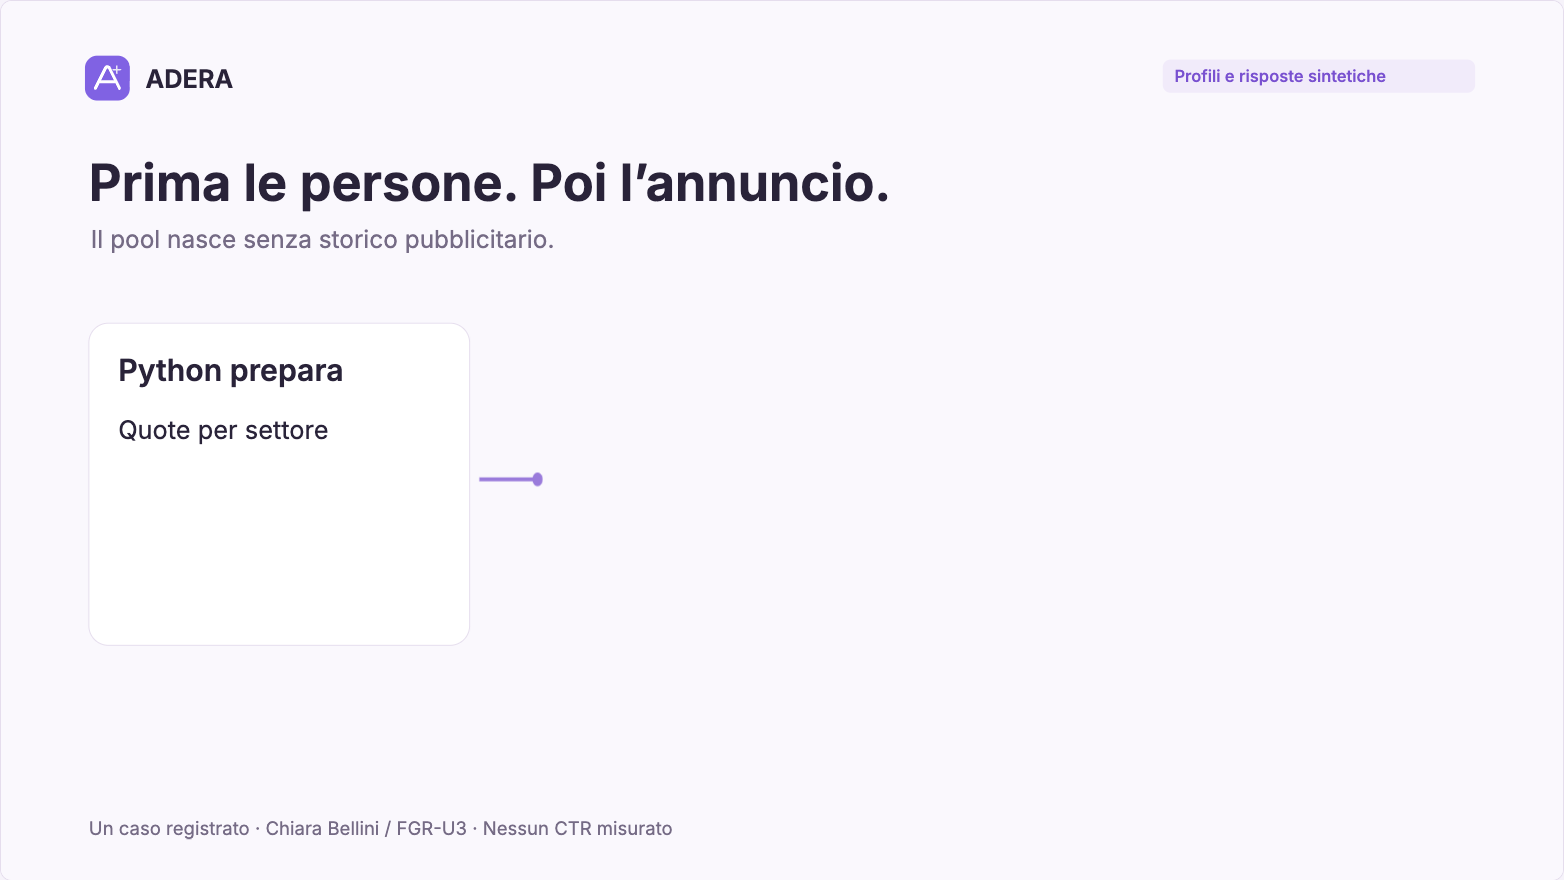 ADERA
Profili e risposte sintetiche
Prima le persone. Poi l’annuncio.
Il pool nasce senza storico pubblicitario.
Python prepara
Quote per settore
Un caso registrato · Chiara Bellini / FGR-U3 · Nessun CTR misurato